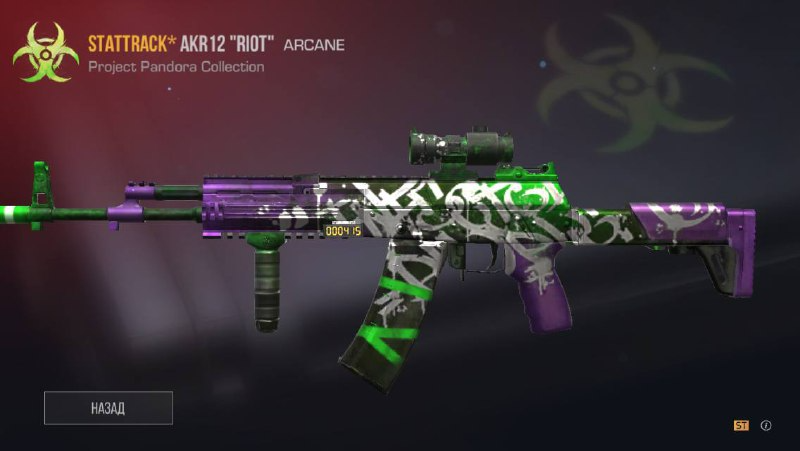 STATTRACK* AKR12 "RIOT" ARCANE
Project Pandora Collection
000415
НАЗАД
ST
i